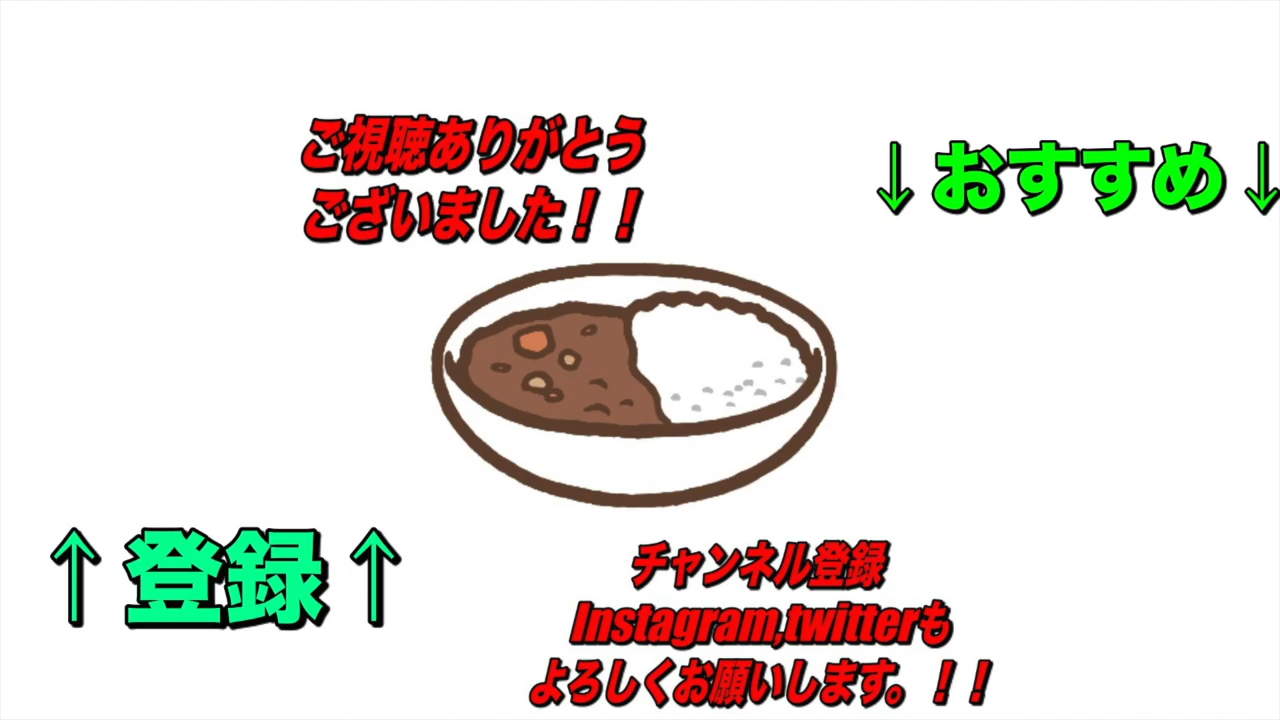 ご視聴ありがとう
ございました！！
↓おすすめ↓
↑登録↑
チャンネル登録
Instagram,twitterも
よろしくお願いします。！！